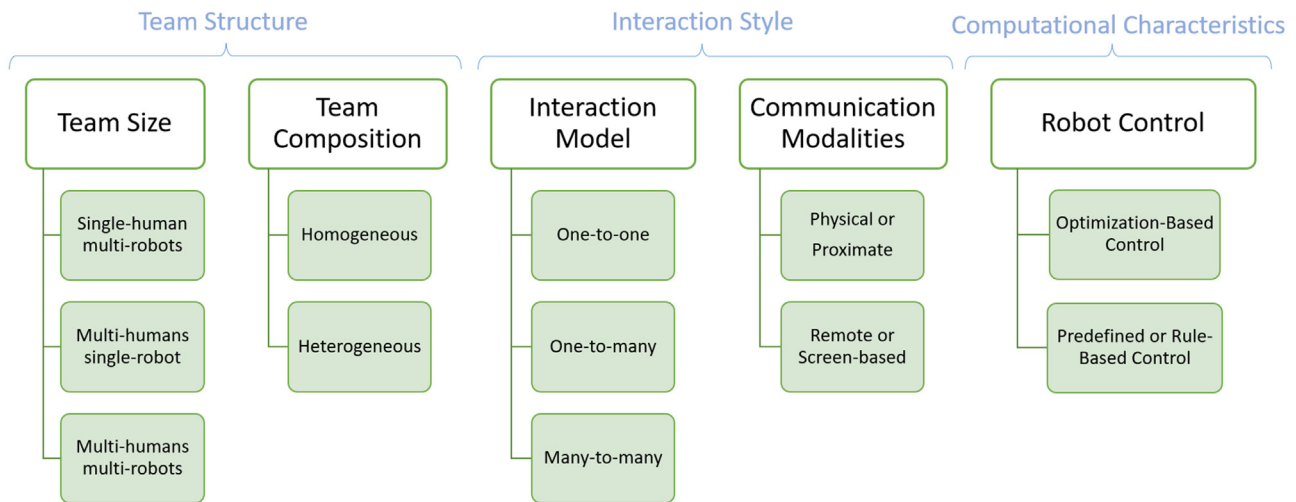 Team Structure
Interaction Style
Computational Characteristics
Team Size
Team
Composition
Interaction
Model
Communication
Modalities
Robot Control
Single-human
multi-robots
Multi-humans
single-robot
Multi-humans
multi-robots
Homogeneous
Heterogeneous
One-to-one
One-to-many
Many-to-many
Physical or
Proximate
Remote or
Screen-based
Optimization-Based
Control
Predefined or Rule-
Based Control